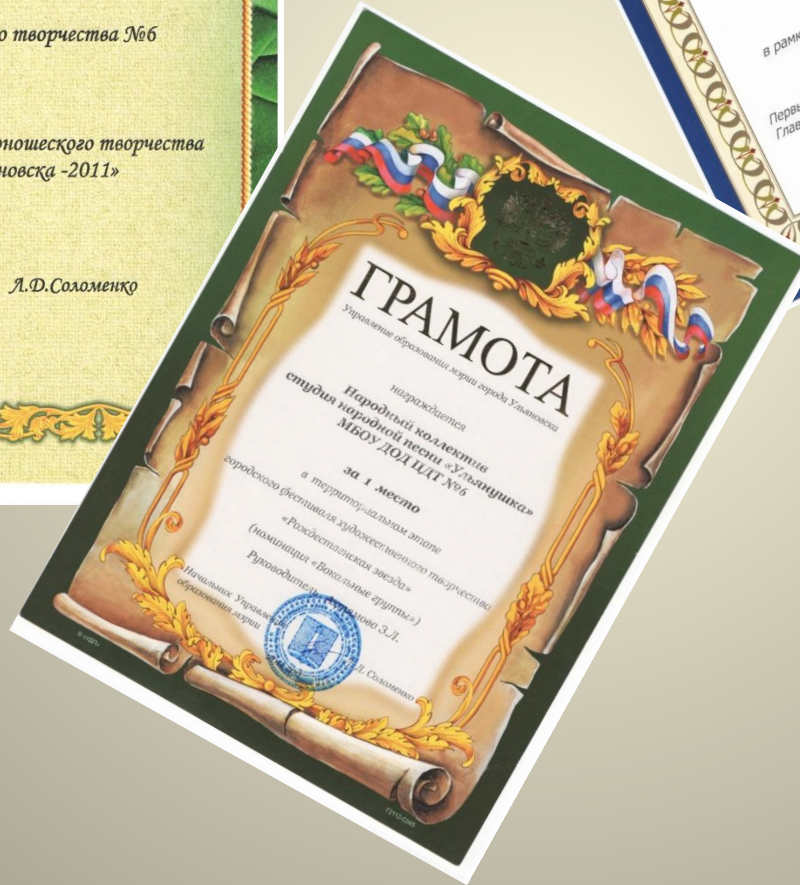 о творчества №6
ношеского творчества
новска -2011»
Л.Д.Соломенко
ГРАМОТА
Управление образования мэрии города Ульяновска
награждается
Народный коллектив
студия народной песни «Ульянушка»
МБОУ ДОД ЦДТ №6
за 1 место
в территориальном этапе
городского фестиваля художественного творчества
«Рождественская звезда»
(номинация «Вокальные группы»)
Руководитель З.Л.
Начальник Управления
образования мэрии
Д. Соломенко
в рамк
Первы
Глав